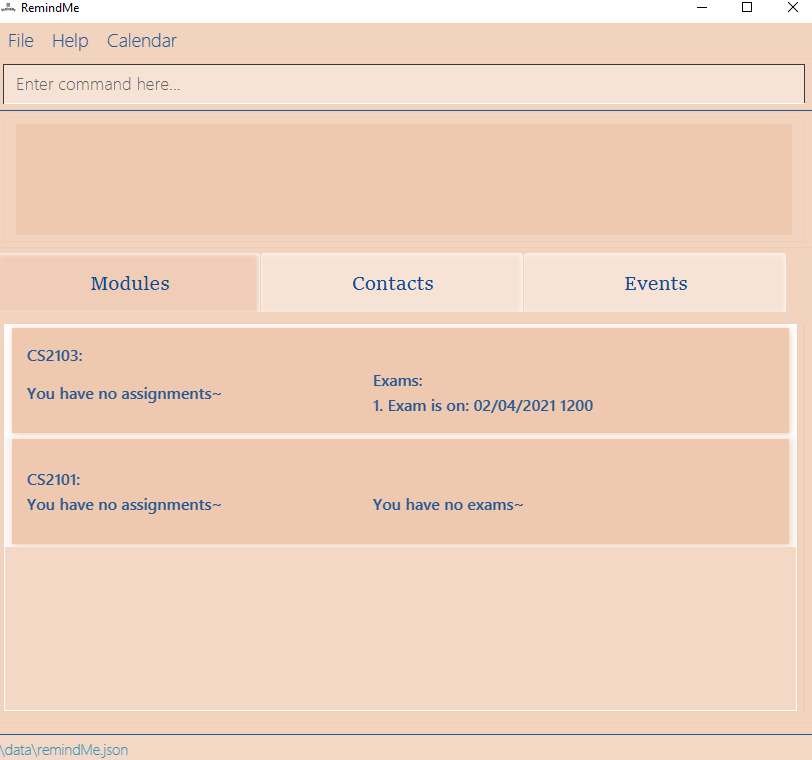 RemindMe
File Help Calendar
Enter command here...
Modules Contacts Events
CS2103:
You have no assignments~
Exams:
1. Exam is on: 02/04/2021 1200
CS2101:
You have no assignments~ You have no exams~
\data\remindMe.json